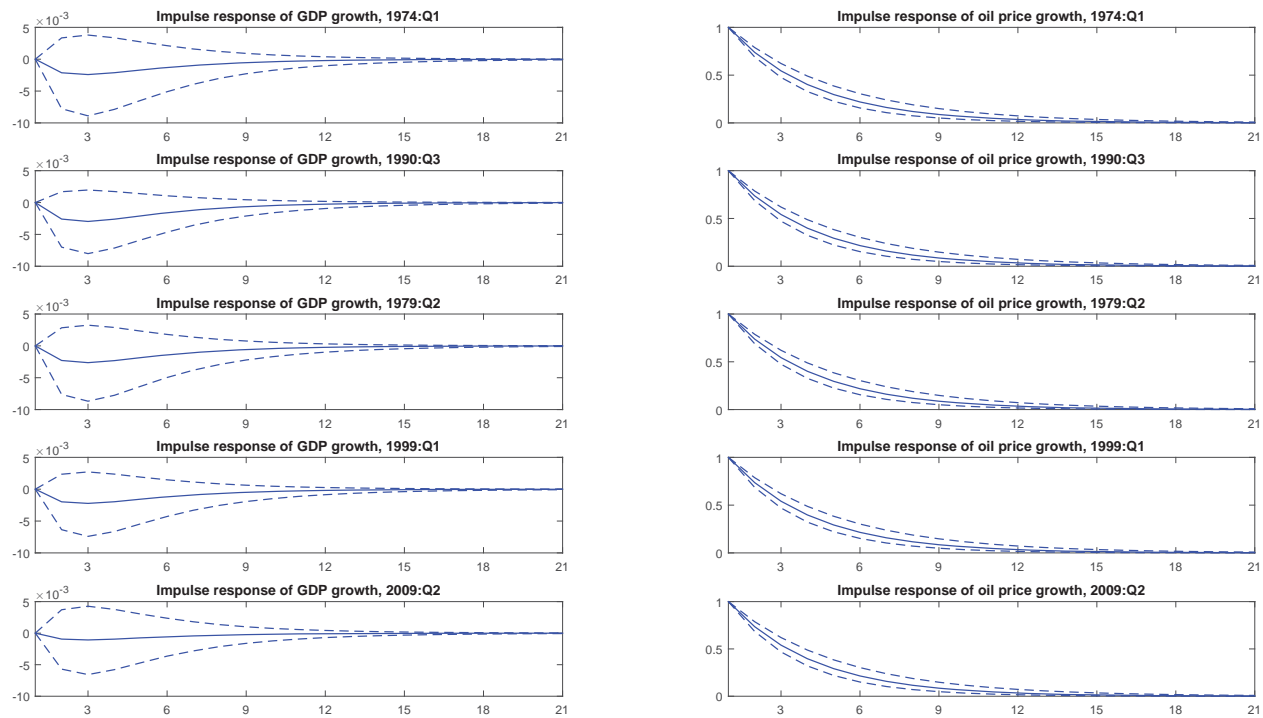 Impulse response of GDP growth, 1974:Q1
×10⁻³
5
0
-5
-10
3 6 9 12 15 18 21
Impulse response of oil price growth, 1974:Q1
1
0.5
0
3 6 9 12 15 18 21
Impulse response of GDP growth, 1990:Q3
×10⁻³
5
0
-5
-10
3 6 9 12 15 18 21
Impulse response of oil price growth, 1990:Q3
1
0.5
0
3 6 9 12 15 18 21
Impulse response of GDP growth, 1979:Q2
×10⁻³
5
0
-5
-10
3 6 9 12 15 18 21
Impulse response of oil price growth, 1979:Q2
1
0.5
0
3 6 9 12 15 18 21
Impulse response of GDP growth, 1999:Q1
×10⁻³
5
0
-5
-10
3 6 9 12 15 18 21
Impulse response of oil price growth, 1999:Q1
1
0.5
0
3 6 9 12 15 18 21
Impulse response of GDP growth, 2009:Q2
×10⁻³
5
0
-5
-10
3 6 9 12 15 18 21
Impulse response of oil price growth, 2009:Q2
1
0.5
0
3 6 9 12 15 18 21